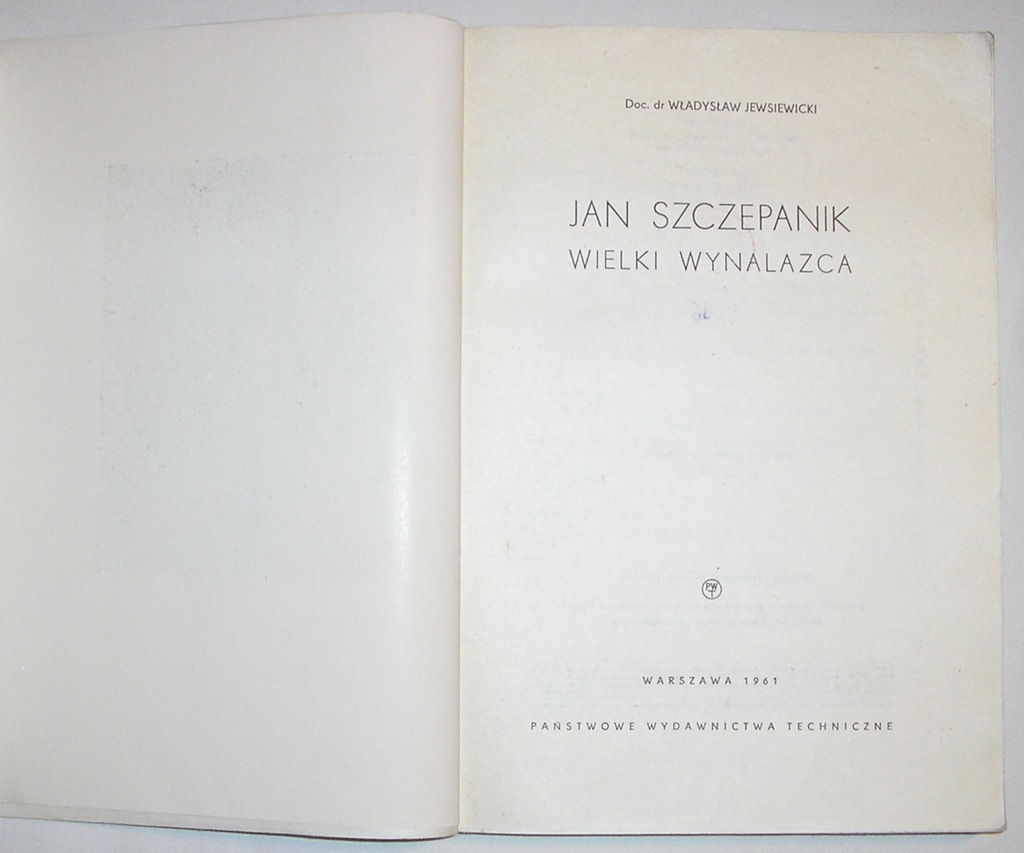 Doc. dr WŁADYSŁAW JEWSIEWICKI
JAN SZCZEPANIK
WIELKI WYNALAZCA
PWT
WARSZAWA 1961
PAŃSTWOWE WYDAWNICTWA TECHNICZNE